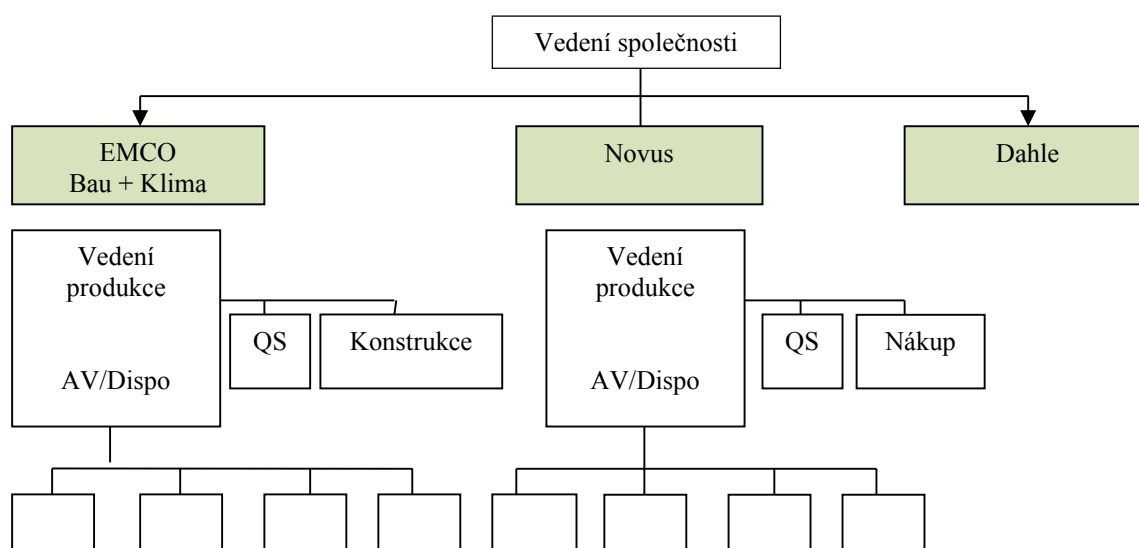 Vedení společnosti
EMCO
Bau + Klima
Novus
Dahle
Vedení
produkce
AV/Dispo
QS
Konstrukce
Vedení
produkce
AV/Dispo
QS
Nákup